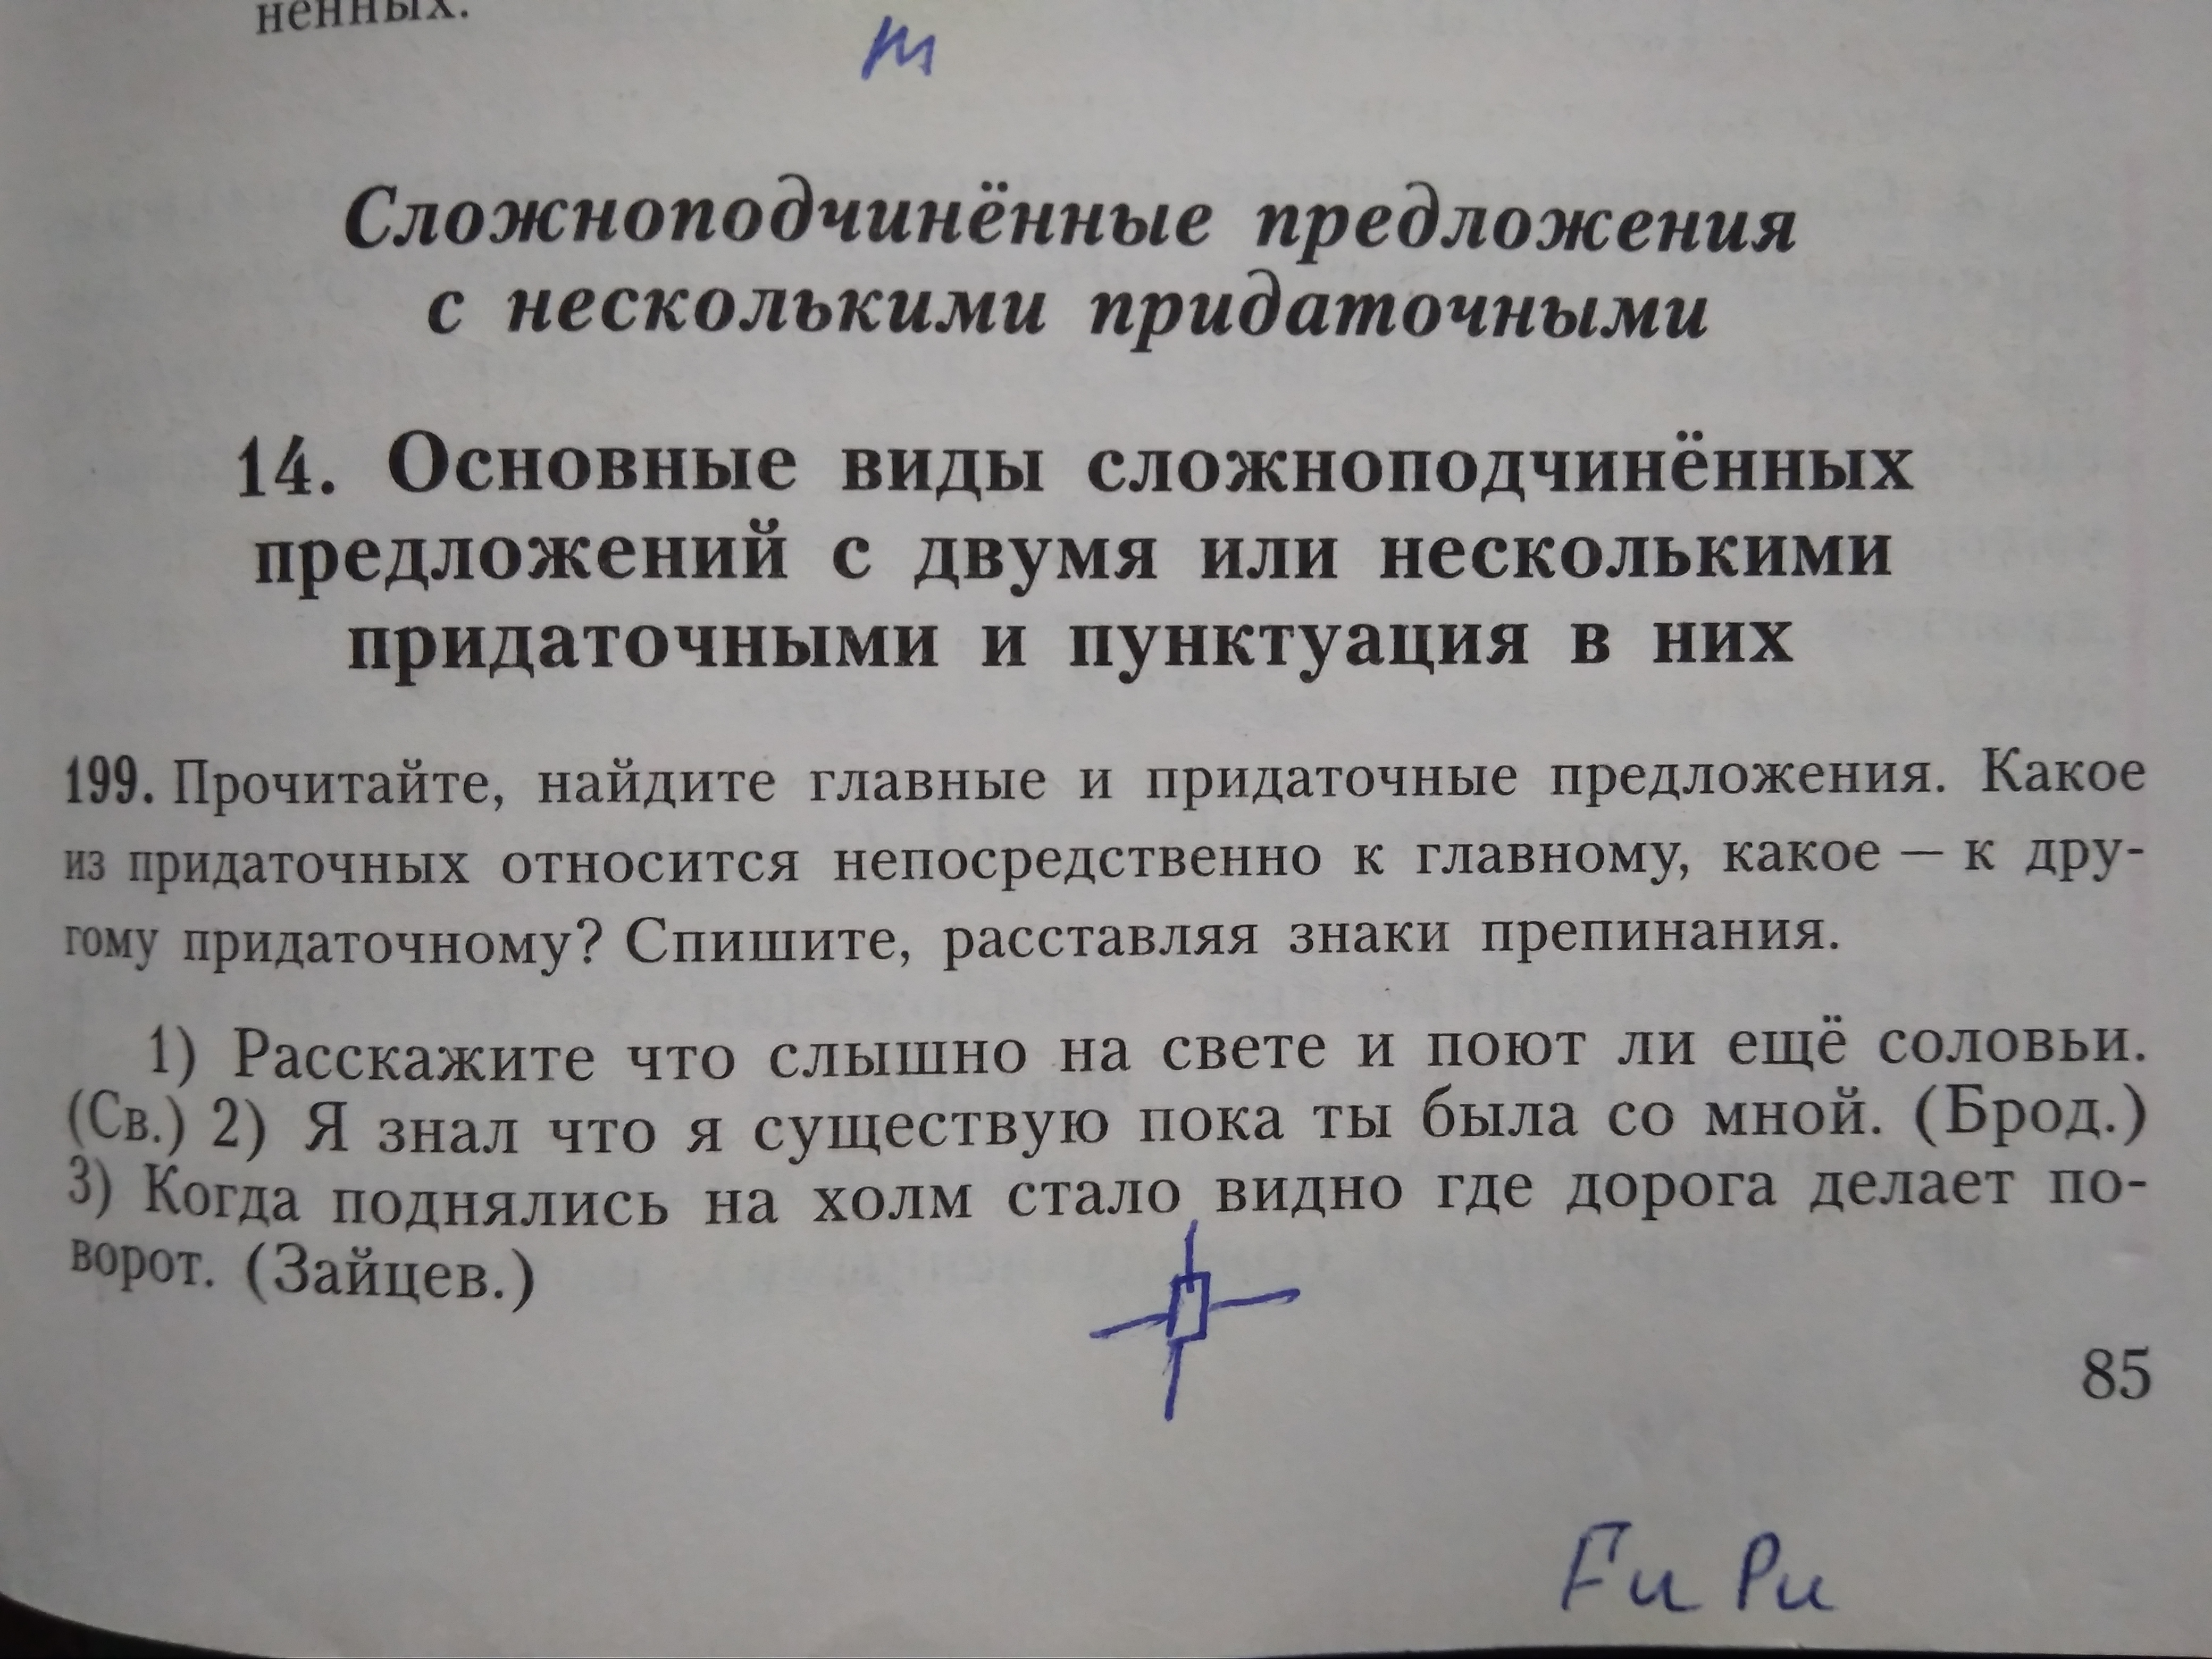 ненных.
m
Сложноподчинённые предложения
с несколькими придаточными
14. Основные виды сложноподчинённых
предложений с двумя или несколькими
придаточными и пунктуация в них
199. Прочитайте, найдите главные и придаточные предложения. Какое
из придаточных относится непосредственно к главному, какое — к дру-
гому придаточному? Спишите, расставляя знаки препинания.
1) Расскажите что слышно на свете и поют ли ещё соловьи.
(Св.) 2) Я знал что я существую пока ты была со мной. (Брод.)
3) Когда поднялись на холм стало видно где дорога делает по-
ворот. (Зайцев.)
85
Fu Pu